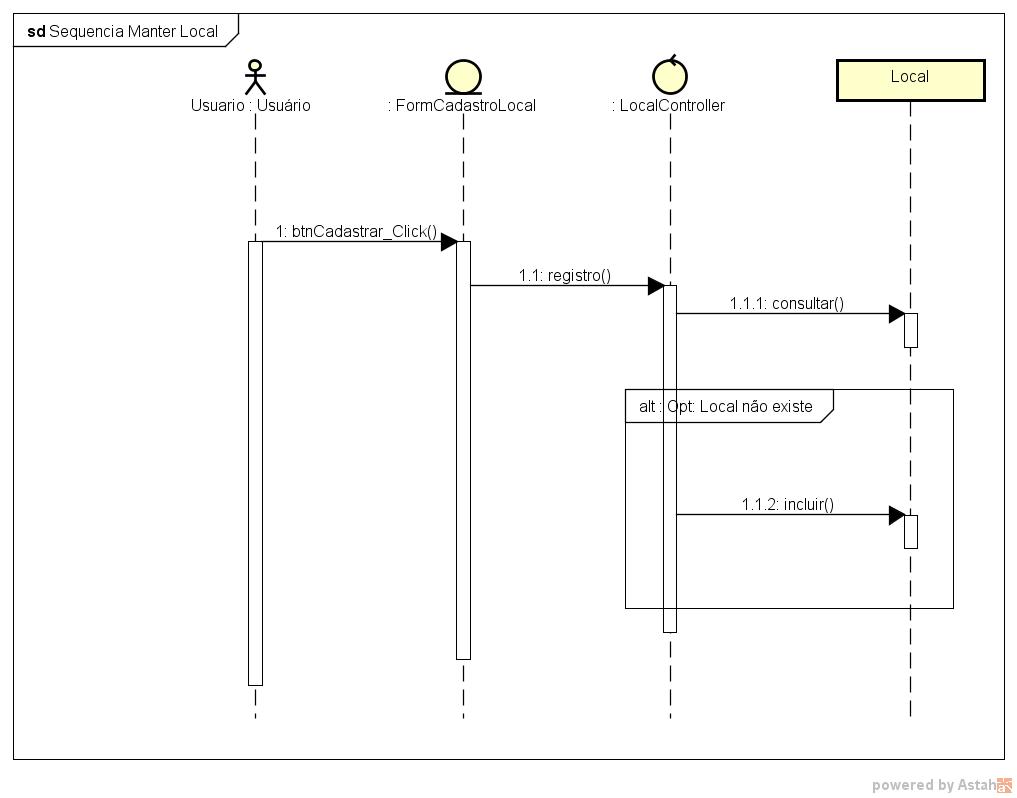 sd Sequencia Manter Local
Usuario : Usuário
: FormCadastroLocal
: LocalController
Local
1: btnCadastrar_Click()
1.1: registro()
1.1.1: consultar()
alt : Opt: Local não existe
1.1.2: incluir()
powered by Astah